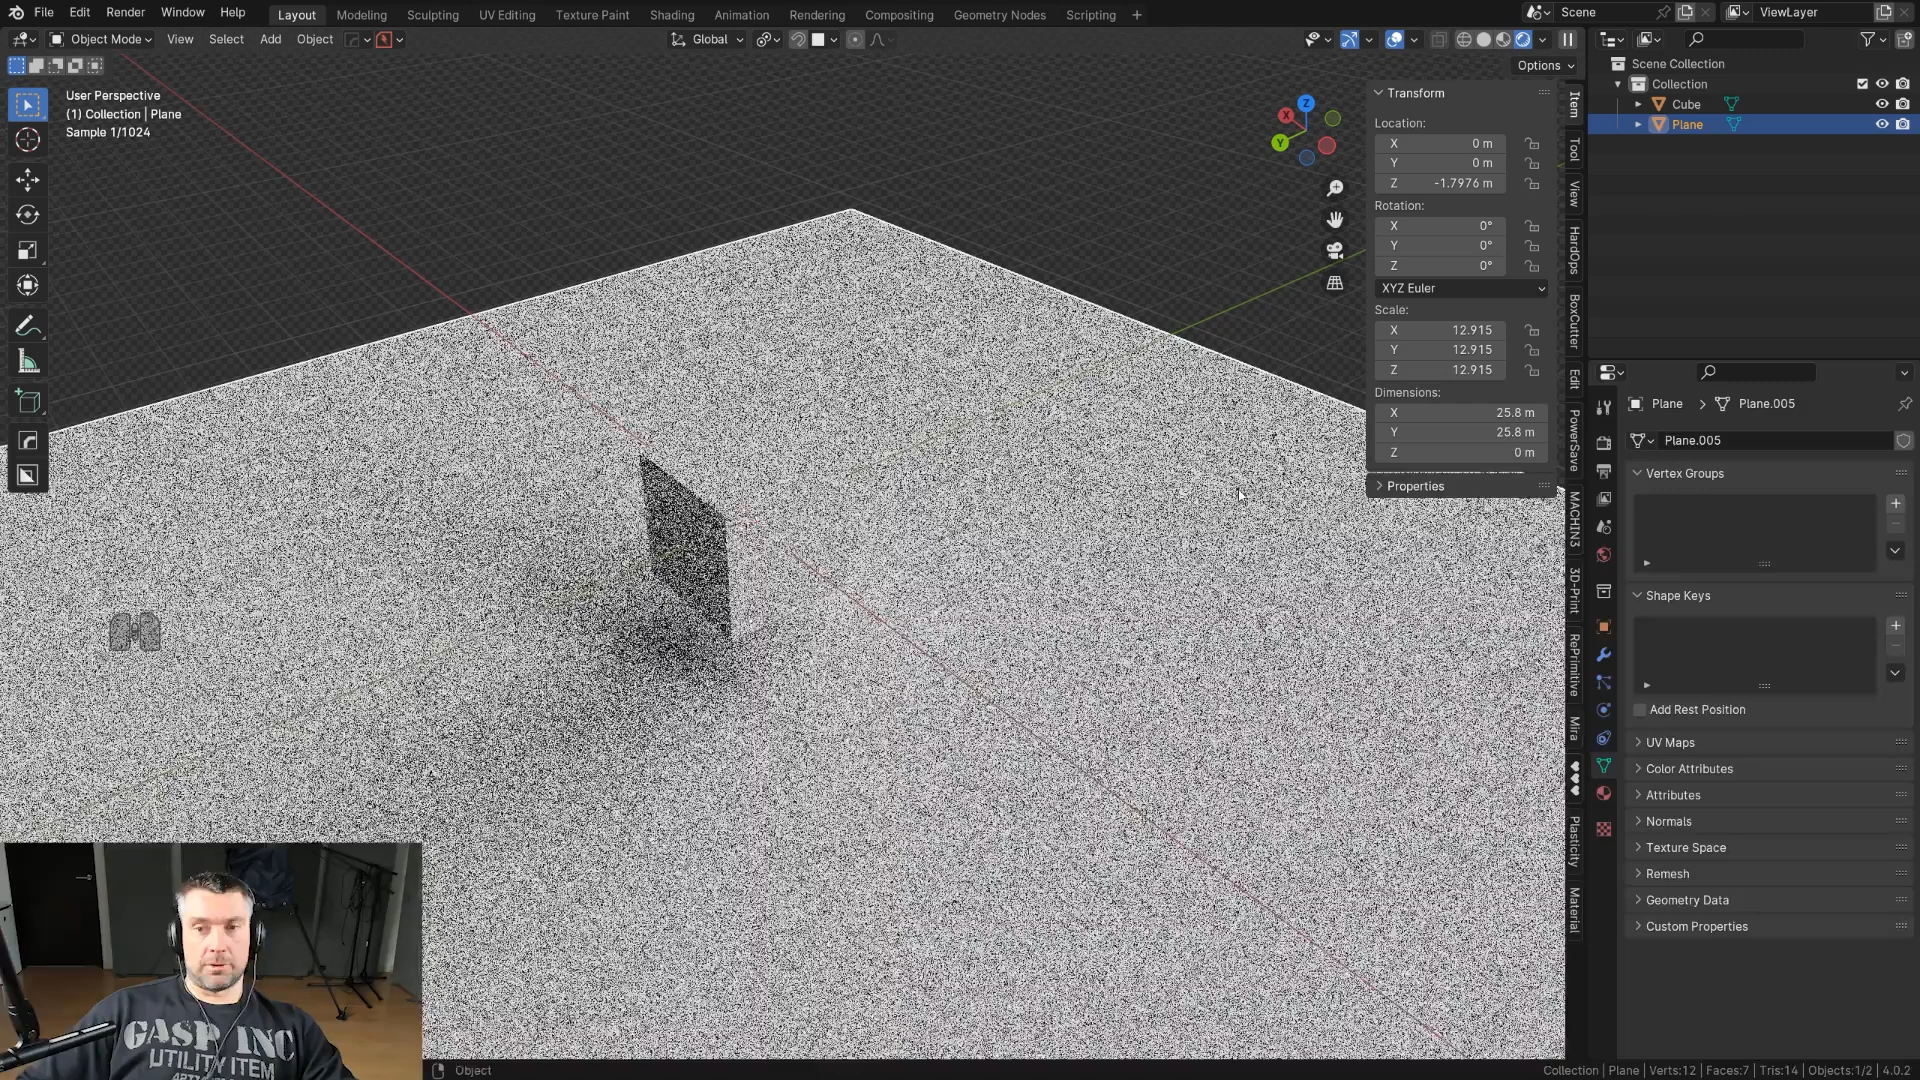 File Edit Render Window Help
Layout Modeling Sculpting UV Editing Texture Paint Shading Animation Rendering Compositing Geometry Nodes Scripting +
Scene
ViewLayer
Object Mode
View Select Add Object
Global
Options
User Perspective
(1) Collection | Plane
Sample 1/1024
Z
X
Y
Transform
Location:
X 0 m
Y 0 m
Z -1.7976 m
Rotation:
X 0°
Y 0°
Z 0°
XYZ Euler
Scale:
X 12.915
Y 12.915
Z 12.915
Dimensions:
X 25.8 m
Y 25.8 m
Z 0 m
Properties
Item
Tool
View
HardOps
BoxCutter
Edit
PowerSave
MACHIN3
3D-Print
RePrimitive
Mira
♥♥♥
Plasticity
Material
Scene Collection
Collection
Cube
Plane
Plane > Plane.005
Plane.005
Vertex Groups
Shape Keys
Add Rest Position
UV Maps
Color Attributes
Attributes
Normals
Texture Space
Remesh
Geometry Data
Custom Properties
GASP INC
UTILITY ITEM
Object
Collection | Plane | Verts:12 | Faces:7 | Tris:14 | Objects:1/2 | 4.0.2